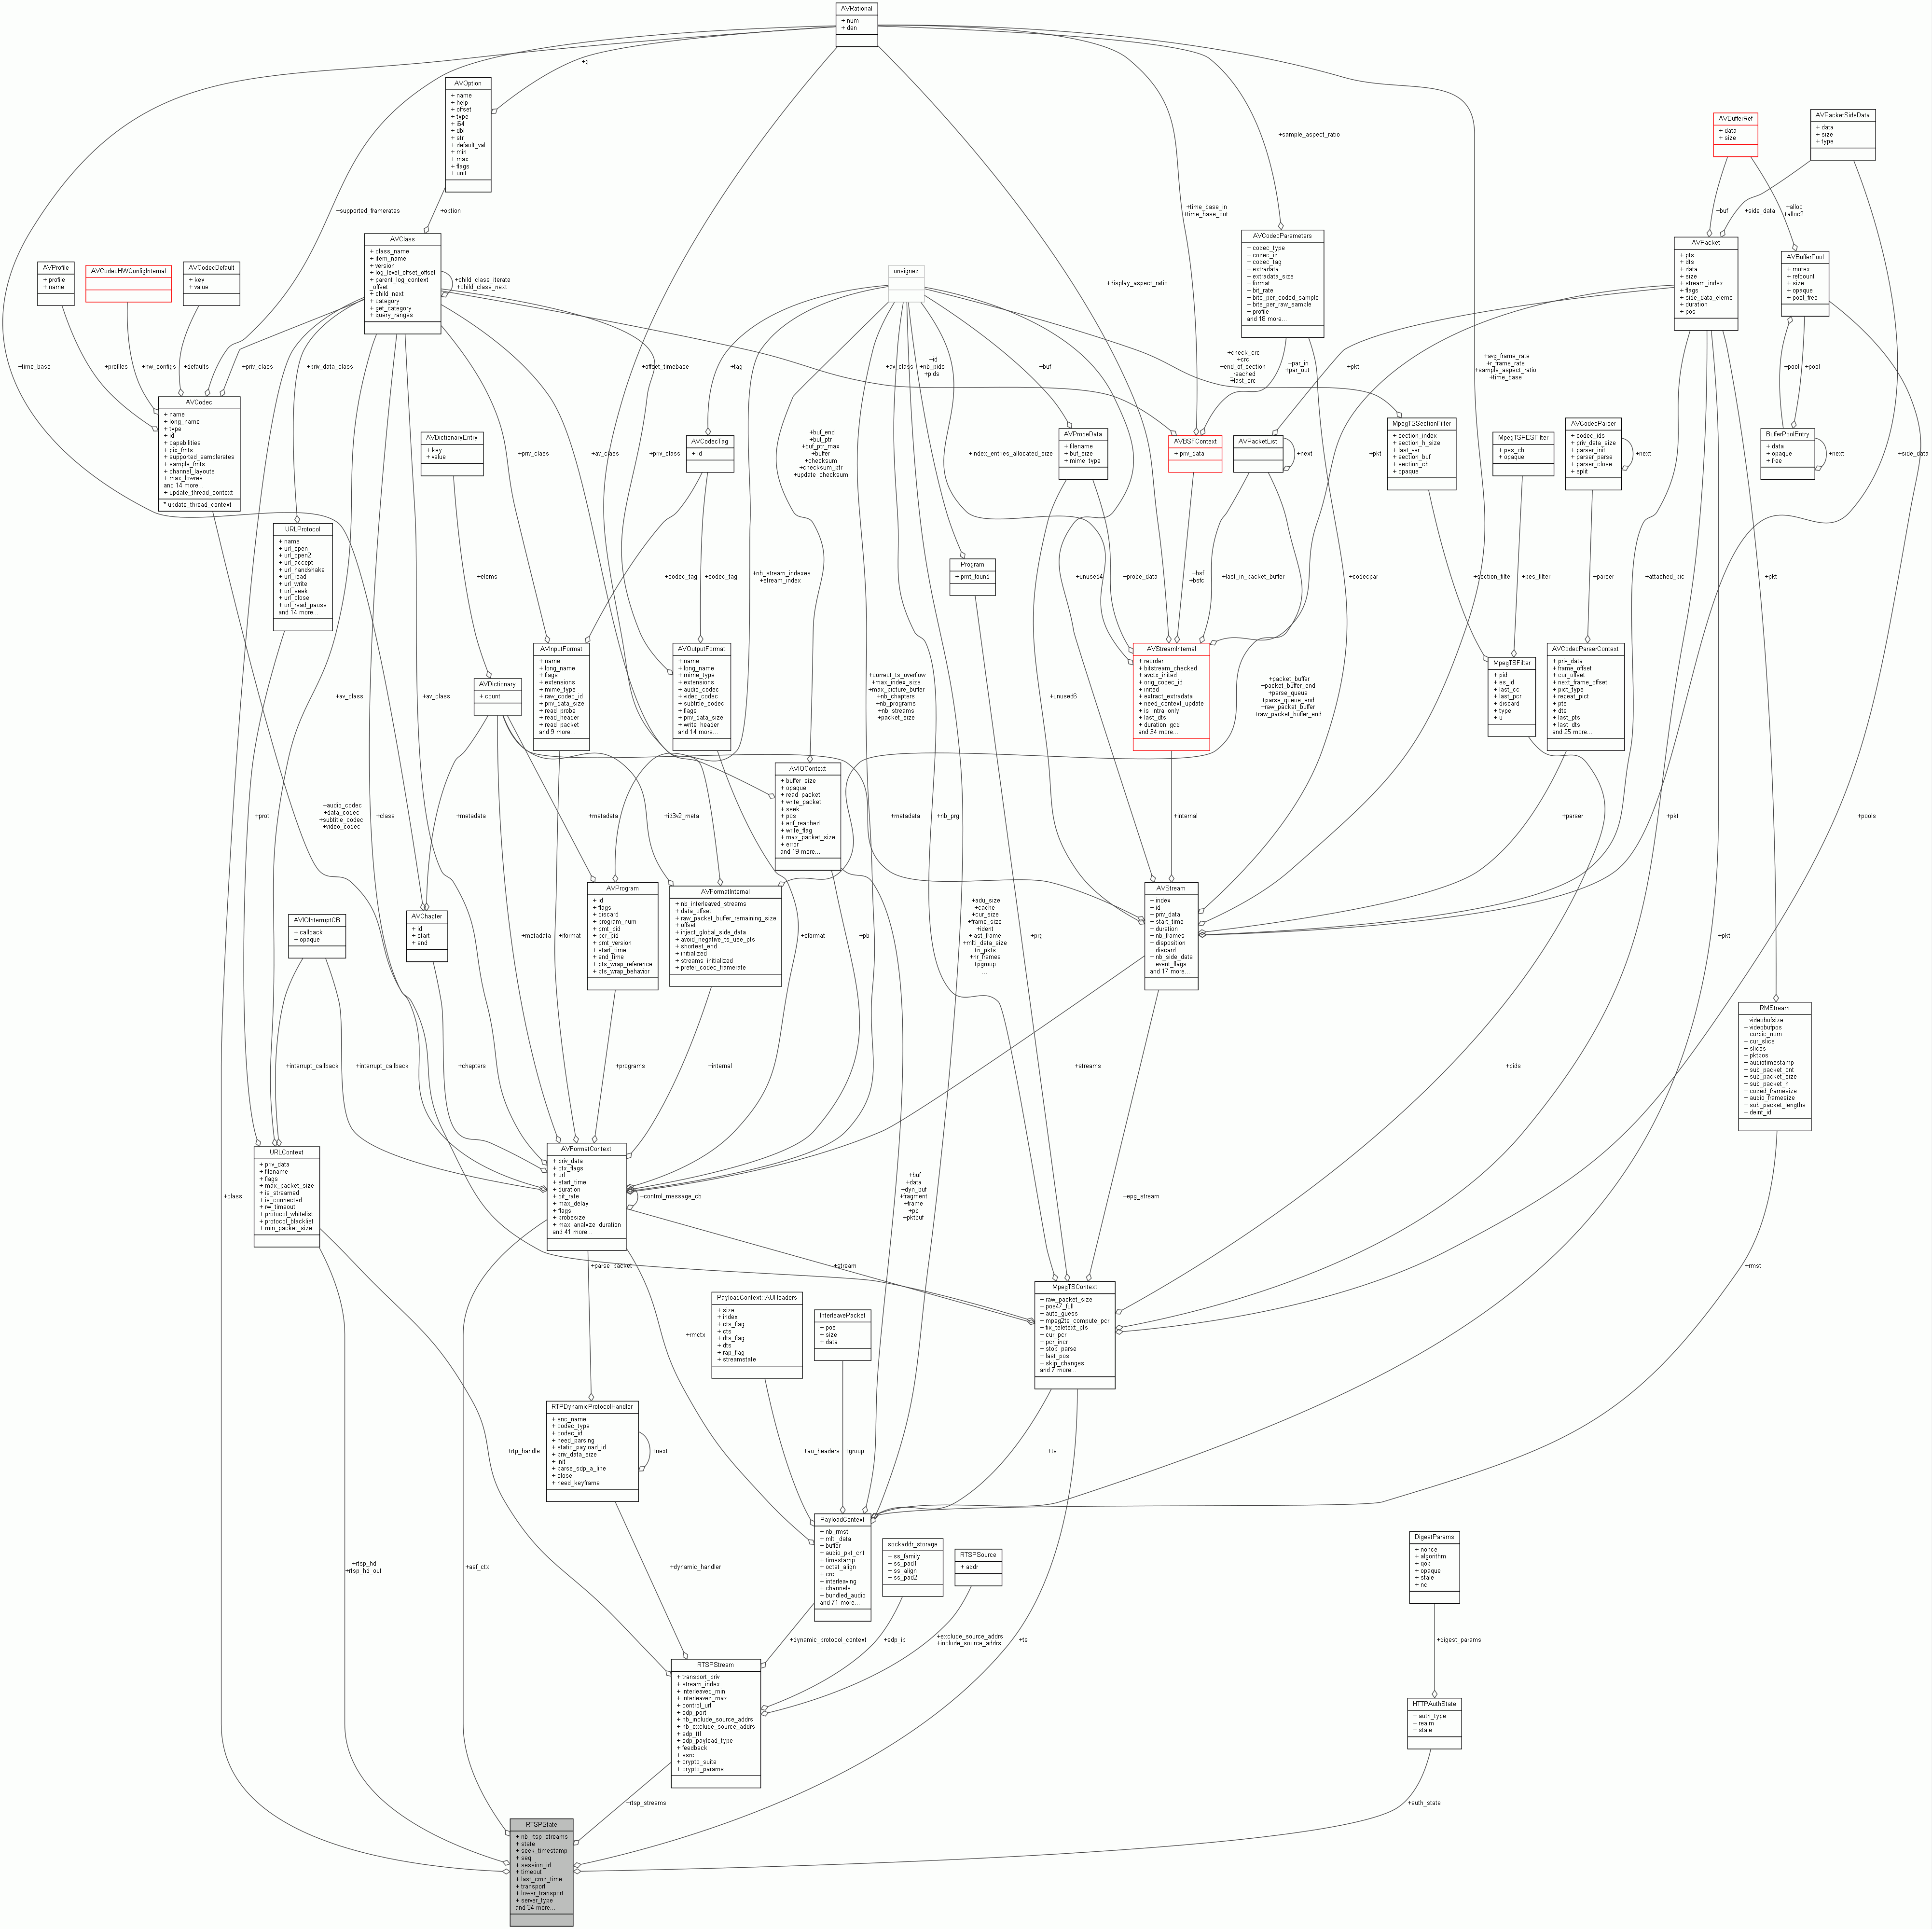 AVRational
+ num
+ den
+q
AVOption
+ name
+ help
+ offset
+ type
+ i64
+ dbl
+ str
+ default_val
+ min
+ max
+ flags
+ unit
+sample_aspect_ratio
AVBufferRef
+ data
+ size
AVPacketSideData
+ data
+ size
+ type
+supported_framerates
+option
+time_base_in
+time_base_out
+buf
+side_data
+alloc
+alloc2
AVClass
+ class_name
+ item_name
+ version
+ log_level_offset_offset
+ parent_log_context
_offset
+ child_next
+ category
+ get_category
+ query_ranges
+child_class_iterate
+child_class_next
AVCodecParameters
+ codec_type
+ codec_id
+ codec_tag
+ extradata
+ extradata_size
+ format
+ bit_rate
+ bits_per_coded_sample
+ bits_per_raw_sample
+ profile
and 18 more...
AVPacket
+ pts
+ dts
+ data
+ size
+ stream_index
+ flags
+ side_data_elems
+ duration
+ pos
AVBufferPool
+ mutex
+ refcount
+ size
+ opaque
+ pool_free
AVProfile
+ profile
+ name
AVCodecHWConfigInternal
AVCodecDefault
+ key
+ value
unsigned
+display_aspect_ratio
+time_base
+profiles
+hw_configs
+defaults
+priv_class
+priv_data_class
+offset_timebase
+tag
+av_class
+id
+nb_pids
+pids
+buf
+check_crc
+crc
+end_of_section
_reached
+last_crc
+par_in
+par_out
+pkt
+avg_frame_rate
+r_frame_rate
+sample_aspect_ratio
+time_base
+pool
+pool
AVCodec
+ name
+ long_name
+ type
+ id
+ capabilities
+ pix_fmts
+ supported_samplerates
+ sample_fmts
+ channel_layouts
+ max_lowres
and 14 more...
+ update_thread_context
* update_thread_context
AVDictionaryEntry
+ key
+ value
+priv_class
+av_class
+priv_class
AVCodecTag
+ id
+buf_end
+buf_ptr
+buf_ptr_max
+buffer
+checksum
+checksum_ptr
+update_checksum
+index_entries_allocated_size
AVProbeData
+ filename
+ buf_size
+ mime_type
AVBSFContext
+ priv_data
AVPacketList
+next
+pkt
MpegTSSectionFilter
+ section_index
+ section_h_size
+ last_ver
+ section_buf
+ section_cb
+ opaque
MpegTSPESFilter
+ pes_cb
+ opaque
AVCodecParser
+ codec_ids
+ priv_data_size
+ parser_init
+ parser_parse
+ parser_close
+ split
+next
BufferPoolEntry
+ data
+ opaque
+ free
+next
+side_data
URLProtocol
+ name
+ url_open
+ url_open2
+ url_accept
+ url_handshake
+ url_read
+ url_write
+ url_seek
+ url_close
+ url_read_pause
and 14 more...
+elems
+codec_tag
+codec_tag
+nb_stream_indexes
+stream_index
Program
+ pmt_found
+unused4
+probe_data
+bsf
+bsfc
+last_in_packet_buffer
+codecpar
+section_filter
+pes_filter
+parser
+attached_pic
+pkt
AVDictionary
+ count
AVInputFormat
+ name
+ long_name
+ flags
+ extensions
+ mime_type
+ raw_codec_id
+ priv_data_size
+ read_probe
+ read_header
+ read_packet
and 9 more...
AVOutputFormat
+ name
+ long_name
+ mime_type
+ extensions
+ audio_codec
+ video_codec
+ subtitle_codec
+ flags
+ priv_data_size
+ write_header
and 14 more...
+correct_ts_overflow
+max_index_size
+max_picture_buffer
+nb_chapters
+nb_programs
+nb_streams
+packet_size
+unused6
AVStreamInternal
+ reorder
+ bitstream_checked
+ avctx_inited
+ orig_codec_id
+ inited
+ extract_extradata
+ need_context_update
+ is_intra_only
+ last_dts
+ duration_gcd
and 34 more...
+packet_buffer
+packet_buffer_end
+parse_queue
+parse_queue_end
+raw_packet_buffer
+raw_packet_buffer_end
MpegTSFilter
+ pid
+ es_id
+ last_cc
+ last_pcr
+ discard
+ type
+ u
AVCodecParserContext
+ priv_data
+ frame_offset
+ cur_offset
+ next_frame_offset
+ pict_type
+ repeat_pict
+ pts
+ dts
+ last_pts
+ last_dts
and 25 more...
+av_class
+av_class
AVIOContext
+ buffer_size
+ opaque
+ read_packet
+ write_packet
+ seek
+ pos
+ eof_reached
+ write_flag
+ max_packet_size
+ error
and 19 more...
+prot
+audio_codec
+data_codec
+subtitle_codec
+video_codec
+class
+metadata
+metadata
+id3v2_meta
+metadata
+nb_prg
+internal
+parser
+pkt
+pools
AVIOInterruptCB
+ callback
+ opaque
AVChapter
+ id
+ start
+ end
+metadata
+iformat
AVProgram
+ id
+ flags
+ discard
+ program_num
+ pmt_pid
+ pcr_pid
+ pmt_version
+ start_time
+ end_time
+ pts_wrap_reference
+ pts_wrap_behavior
AVFormatInternal
+ nb_interleaved_streams
+ data_offset
+ raw_packet_buffer_remaining_size
+ offset
+ inject_global_side_data
+ avoid_negative_ts_use_pts
+ shortest_end
+ initialized
+ streams_initialized
+ prefer_codec_framerate
+oformat
+pb
+adu_size
+cache
+cur_size
+frame_size
+ident
+last_frame
+mlti_data_size
+n_pkts
+nr_frames
+pgroup
...
+prg
AVStream
+ index
+ id
+ priv_data
+ start_time
+ duration
+ nb_frames
+ disposition
+ discard
+ nb_side_data
+ event_flags
and 17 more...
+pkt
RMStream
+ videobufsize
+ videobufpos
+ curpic_num
+ cur_slice
+ slices
+ pktpos
+ audiotimestamp
+ sub_packet_cnt
+ sub_packet_size
+ sub_packet_h
+ coded_framesize
+ audio_framesize
+ sub_packet_lengths
+ deint_id
+interrupt_callback
+interrupt_callback
+chapters
+programs
+internal
+streams
+pids
URLContext
+ priv_data
+ filename
+ flags
+ max_packet_size
+ is_streamed
+ is_connected
+ rw_timeout
+ protocol_whitelist
+ protocol_blacklist
+ min_packet_size
AVFormatContext
+ priv_data
+ ctx_flags
+ url
+ start_time
+ duration
+ bit_rate
+ max_delay
+ flags
+ probesize
+ max_analyze_duration
and 41 more...
+control_message_cb
+class
+buf
+data
+dyn_buf
+fragment
+frame
+pb
+pktbuf
+epg_stream
+parse_packet
+stream
+rmst
MpegTSContext
+ raw_packet_size
+ pos47_full
+ auto_guess
+ mpeg2ts_compute_pcr
+ fix_teletext_pts
+ cur_pcr
+ pcr_incr
+ stop_parse
+ last_pos
+ skip_changes
and 7 more...
PayloadContext::AUHeaders
+ size
+ index
+ cts_flag
+ cts
+ dts_flag
+ dts
+ rap_flag
+ streamstate
InterleavePacket
+ pos
+ size
+ data
+rmctx
RTPDynamicProtocolHandler
+ enc_name
+ codec_type
+ codec_id
+ need_parsing
+ static_payload_id
+ priv_data_size
+ init
+ parse_sdp_a_line
+ close
+ need_keyframe
+next
+rtp_handle
+au_headers
+group
+ts
PayloadContext
+ nb_rmst
+ mlti_data
+ buffer
+ audio_pkt_cnt
+ timestamp
+ octet_align
+ crc
+ interleaving
+ channels
+ bundled_audio
and 71 more...
sockaddr_storage
+ ss_family
+ ss_pad1
+ ss_align
+ ss_pad2
RTSPSource
+ addr
DigestParams
+ nonce
+ algorithm
+ qop
+ opaque
+ stale
+ nc
+rtsp_hd
+rtsp_hd_out
+asf_ctx
+dynamic_handler
+dynamic_protocol_context
+sdp_ip
+exclude_source_addrs
+include_source_addrs
+ts
+digest_params
RTSPStream
+ transport_priv
+ stream_index
+ interleaved_min
+ interleaved_max
+ control_url
+ sdp_port
+ nb_include_source_addrs
+ nb_exclude_source_addrs
+ sdp_ttl
+ sdp_payload_type
+ feedback
+ ssrc
+ crypto_suite
+ crypto_params
HTTPAuthState
+ auth_type
+ realm
+ stale
+rtsp_streams
+auth_state
RTSPState
+ nb_rtsp_streams
+ state
+ seek_timestamp
+ seq
+ session_id
+ timeout
+ last_cmd_time
+ transport
+ lower_transport
+ server_type
and 34 more...